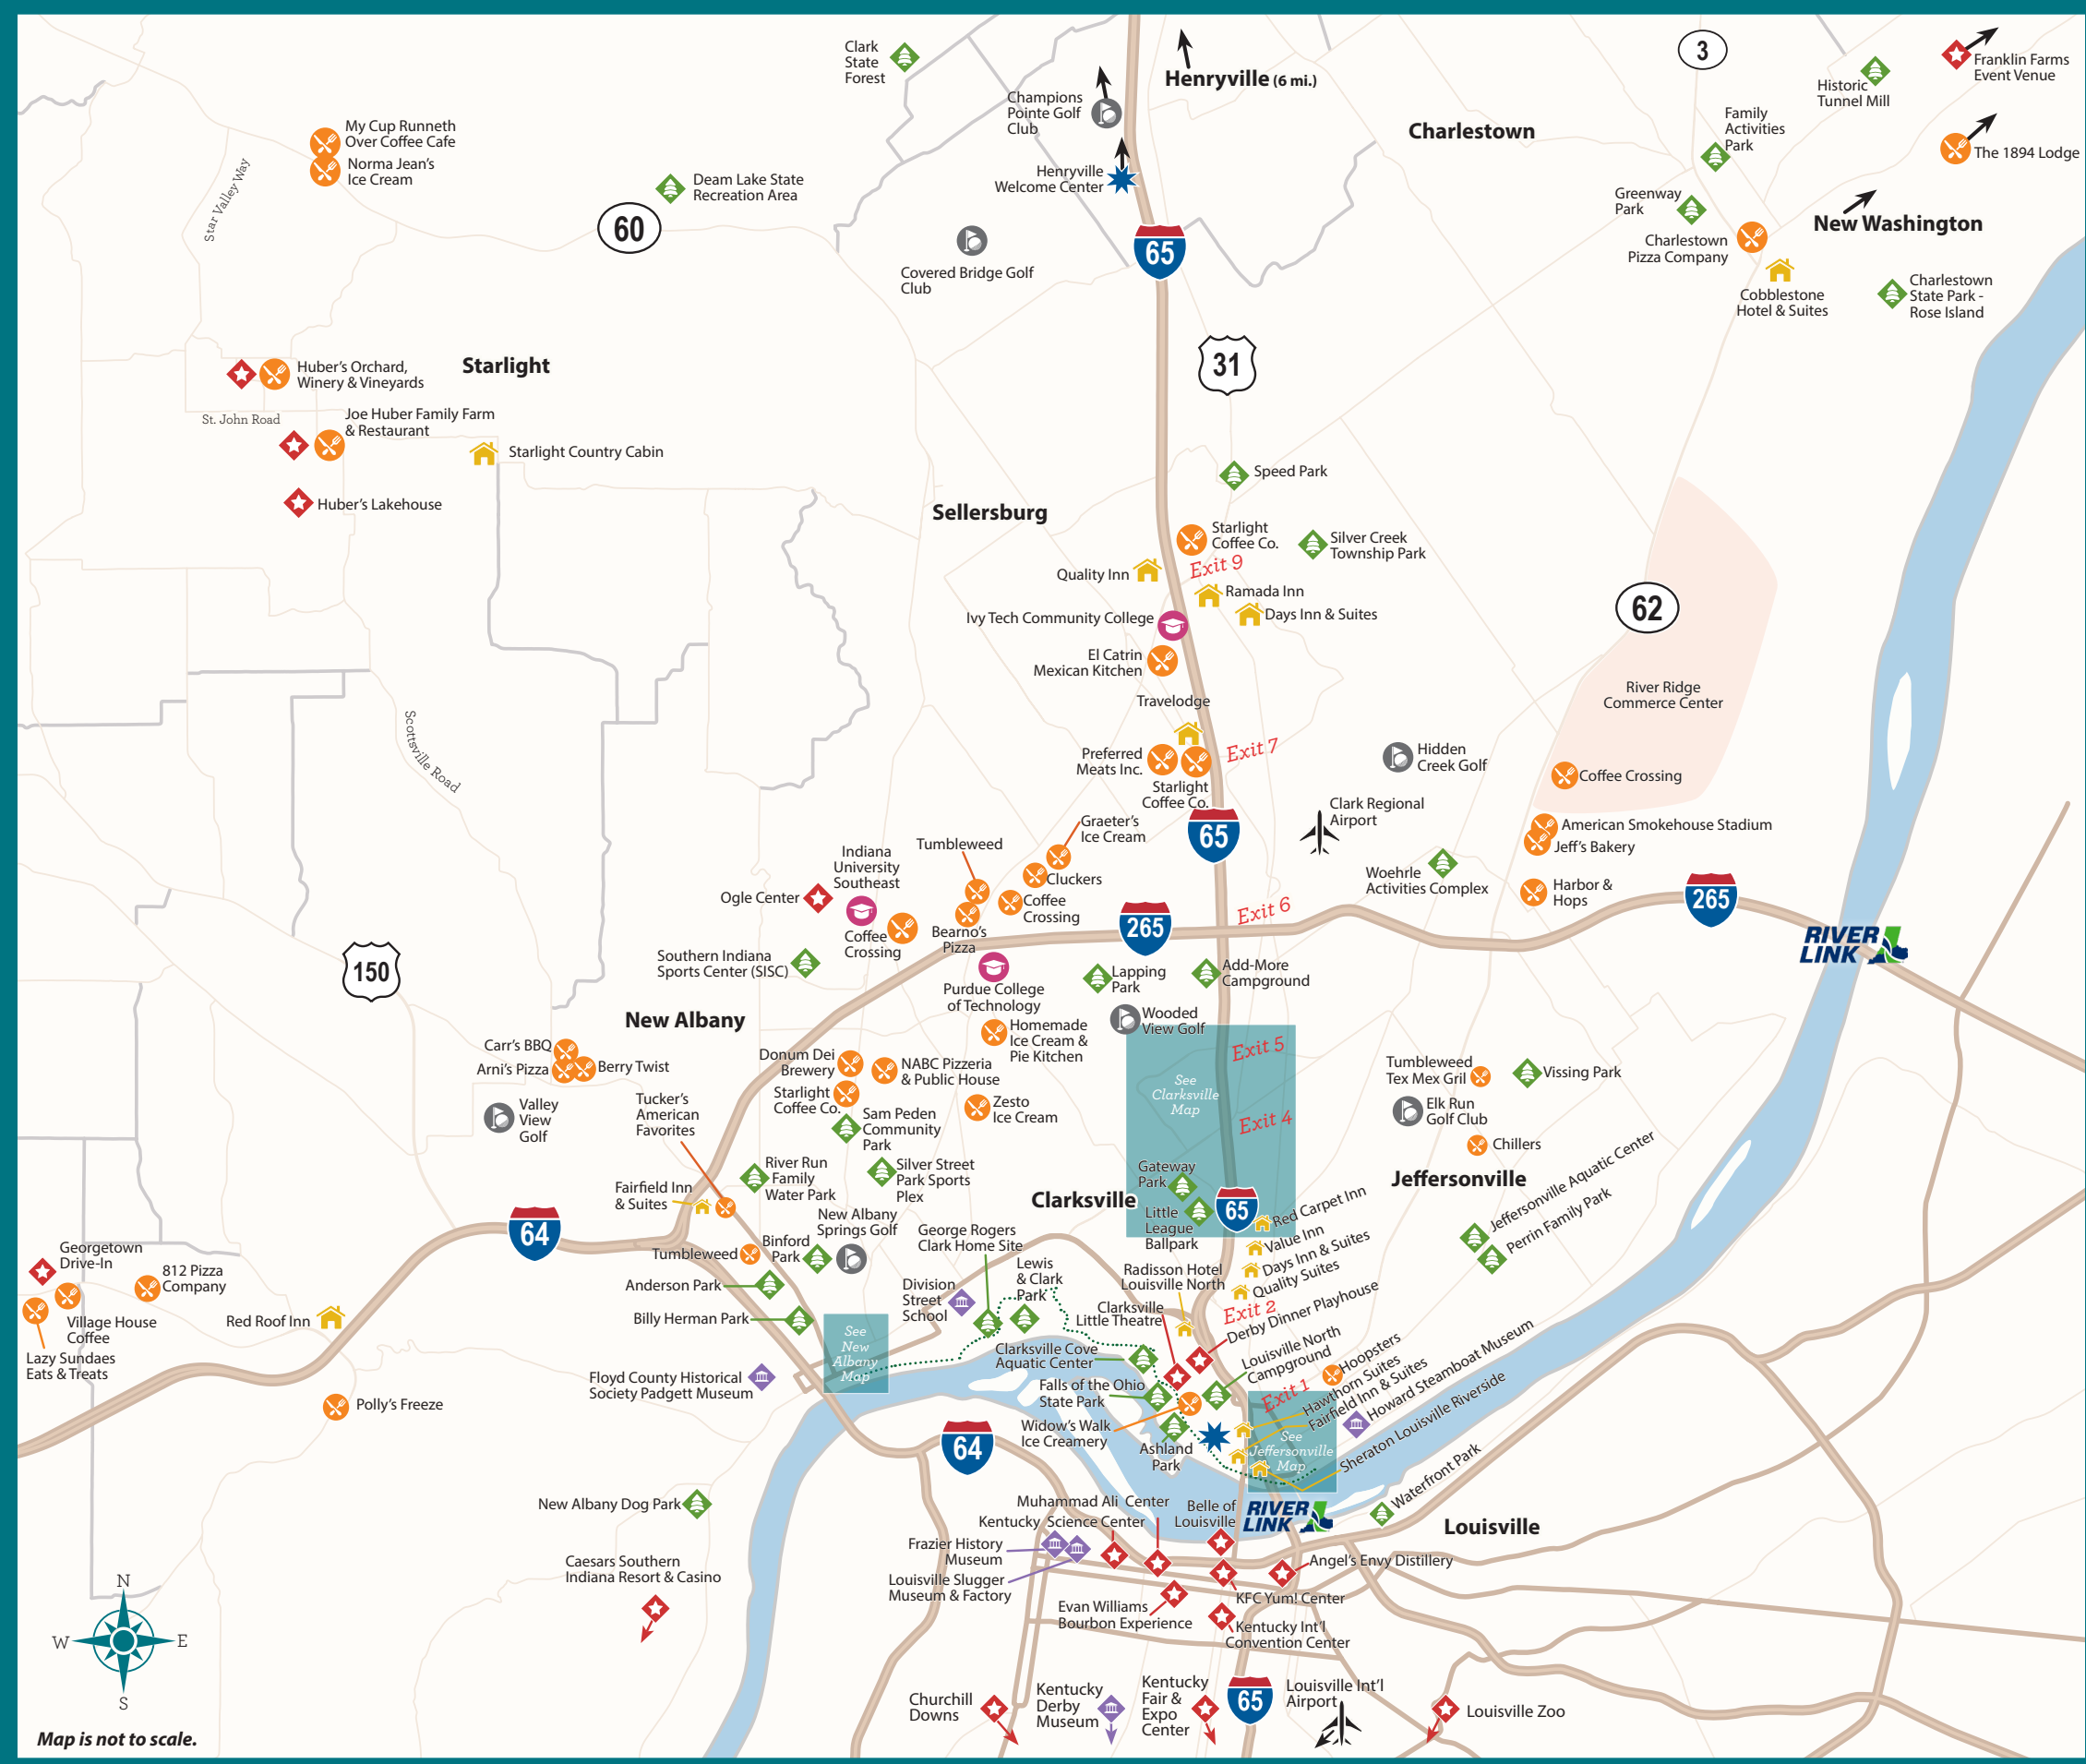 Clark
State
Forest
Champions
Pointe Golf
Club
Henryville (6 mi.)
Henryville
Welcome Center
Charlestown
3
Family
Activities
Park
Historic
Tunnel Mill
Franklin Farms
Event Venue
The 1894 Lodge
Greenway
Park
New Washington
Charlestown
Pizza Company
Cobblestone
Hotel & Suites
Charlestown
State Park -
Rose Island
My Cup Runneth
Over Coffee Cafe
Norma Jean's
Ice Cream
Star Valley Way
Deam Lake State
Recreation Area
60
Covered Bridge Golf
Club
65
31
Starlight
Huber's Orchard,
Winery & Vineyards
St. John Road
Joe Huber Family Farm
& Restaurant
Starlight Country Cabin
Huber's Lakehouse
Scottsville Road
Speed Park
Sellersburg
Starlight
Coffee Co.
Silver Creek
Township Park
Exit 9
Quality Inn
Ramada Inn
Days Inn & Suites
Ivy Tech Community College
El Catrin
Mexican Kitchen
Travelodge
62
River Ridge
Commerce Center
Preferred
Meats Inc.
Starlight
Coffee Co.
Exit 7
Hidden
Creek Golf
Coffee Crossing
Clark Regional
Airport
65
American Smokehouse Stadium
Jeff's Bakery
Woehrle
Activities Complex
Harbor &
Hops
265
RIVER
LINK
Graeter's
Ice Cream
Tumbleweed
Cluckers
Coffee
Crossing
Indiana
University
Southeast
Ogle Center
Coffee
Crossing
Bearno's
Pizza
265
Exit 6
Southern Indiana
Sports Center (SISC)
Purdue College
of Technology
Lapping
Park
Add-More
Campground
Wooded
View Golf
150
New Albany
Carr's BBQ
Arni's Pizza
Berry Twist
Valley
View
Golf
Tucker's
American
Favorites
Donum Dei
Brewery
NABC Pizzeria
& Public House
Homemade
Ice Cream &
Pie Kitchen
Starlight
Coffee Co.
Sam Peden
Community
Park
Zesto
Ice Cream
See
Clarksville
Map
Exit 5
Exit 4
Tumbleweed
Tex Mex Gril
Vissing Park
Elk Run
Golf Club
Chillers
Jeffersonville
Jeffersonville Aquatic Center
Perrin Family Park
River Run
Family
Water Park
Silver Street
Park Sports
Plex
Fairfield Inn
& Suites
New Albany
Springs Golf
Clarksville
Gateway
Park
Little
League
Ballpark
65
Red Carpet Inn
Value Inn
Days Inn & Suites
Quality Suites
64
Tumbleweed
Binford
Park
George Rogers
Clark Home Site
Anderson Park
Billy Herman Park
Division
Street
School
Lewis
& Clark
Park
Radisson Hotel
Louisville North
Clarksville
Little Theatre
Exit 2
Derby Dinner Playhouse
Georgetown
Drive-In
812 Pizza
Company
Village House
Coffee
Lazy Sundaes
Eats & Treats
Red Roof Inn
Polly's Freeze
See
New
Albany
Map
Floyd County Historical
Society Padgett Museum
Clarksville Cove
Aquatic Center
Falls of the Ohio
State Park
Widow's Walk
Ice Creamery
Ashland
Park
Louisville North
Campground
Exit 1
Hoopsters
Hawthorn Suites
Fairfield Inn & Suites
Howard Steamboat Museum
Sheraton Louisville Riverside
See
Jeffersonville
Map
64
New Albany Dog Park
Caesars Southern
Indiana Resort & Casino
Muhammad Ali Center
Kentucky Science Center
Belle of
Louisville
RIVER
LINK
Waterfront Park
Louisville
Frazier History
Museum
Louisville Slugger
Museum & Factory
Angel's Envy Distillery
KFC Yum! Center
Evan Williams
Bourbon Experience
Kentucky Int'l
Convention Center
N
W
E
S
Churchill
Downs
Kentucky
Derby
Museum
Kentucky
Fair &
Expo
Center
65
Louisville Int'l
Airport
Louisville Zoo
Map is not to scale.